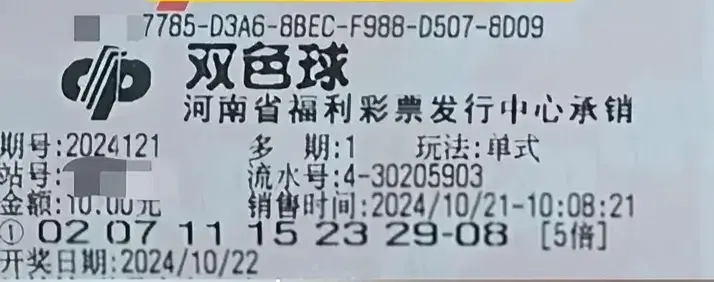 7785-D3A6-8BEC-F988-D507-8D09
双色球
河南省福利彩票发行中心承销
期号:2024121 多期:1 玩法:单式
站号: 流水号:4-30205903
金额:10.00元 销售时间:2024/10/21-10:08:21
① 02 07 11 15 23 29-08 [5倍]
开奖日期:2024/10/22